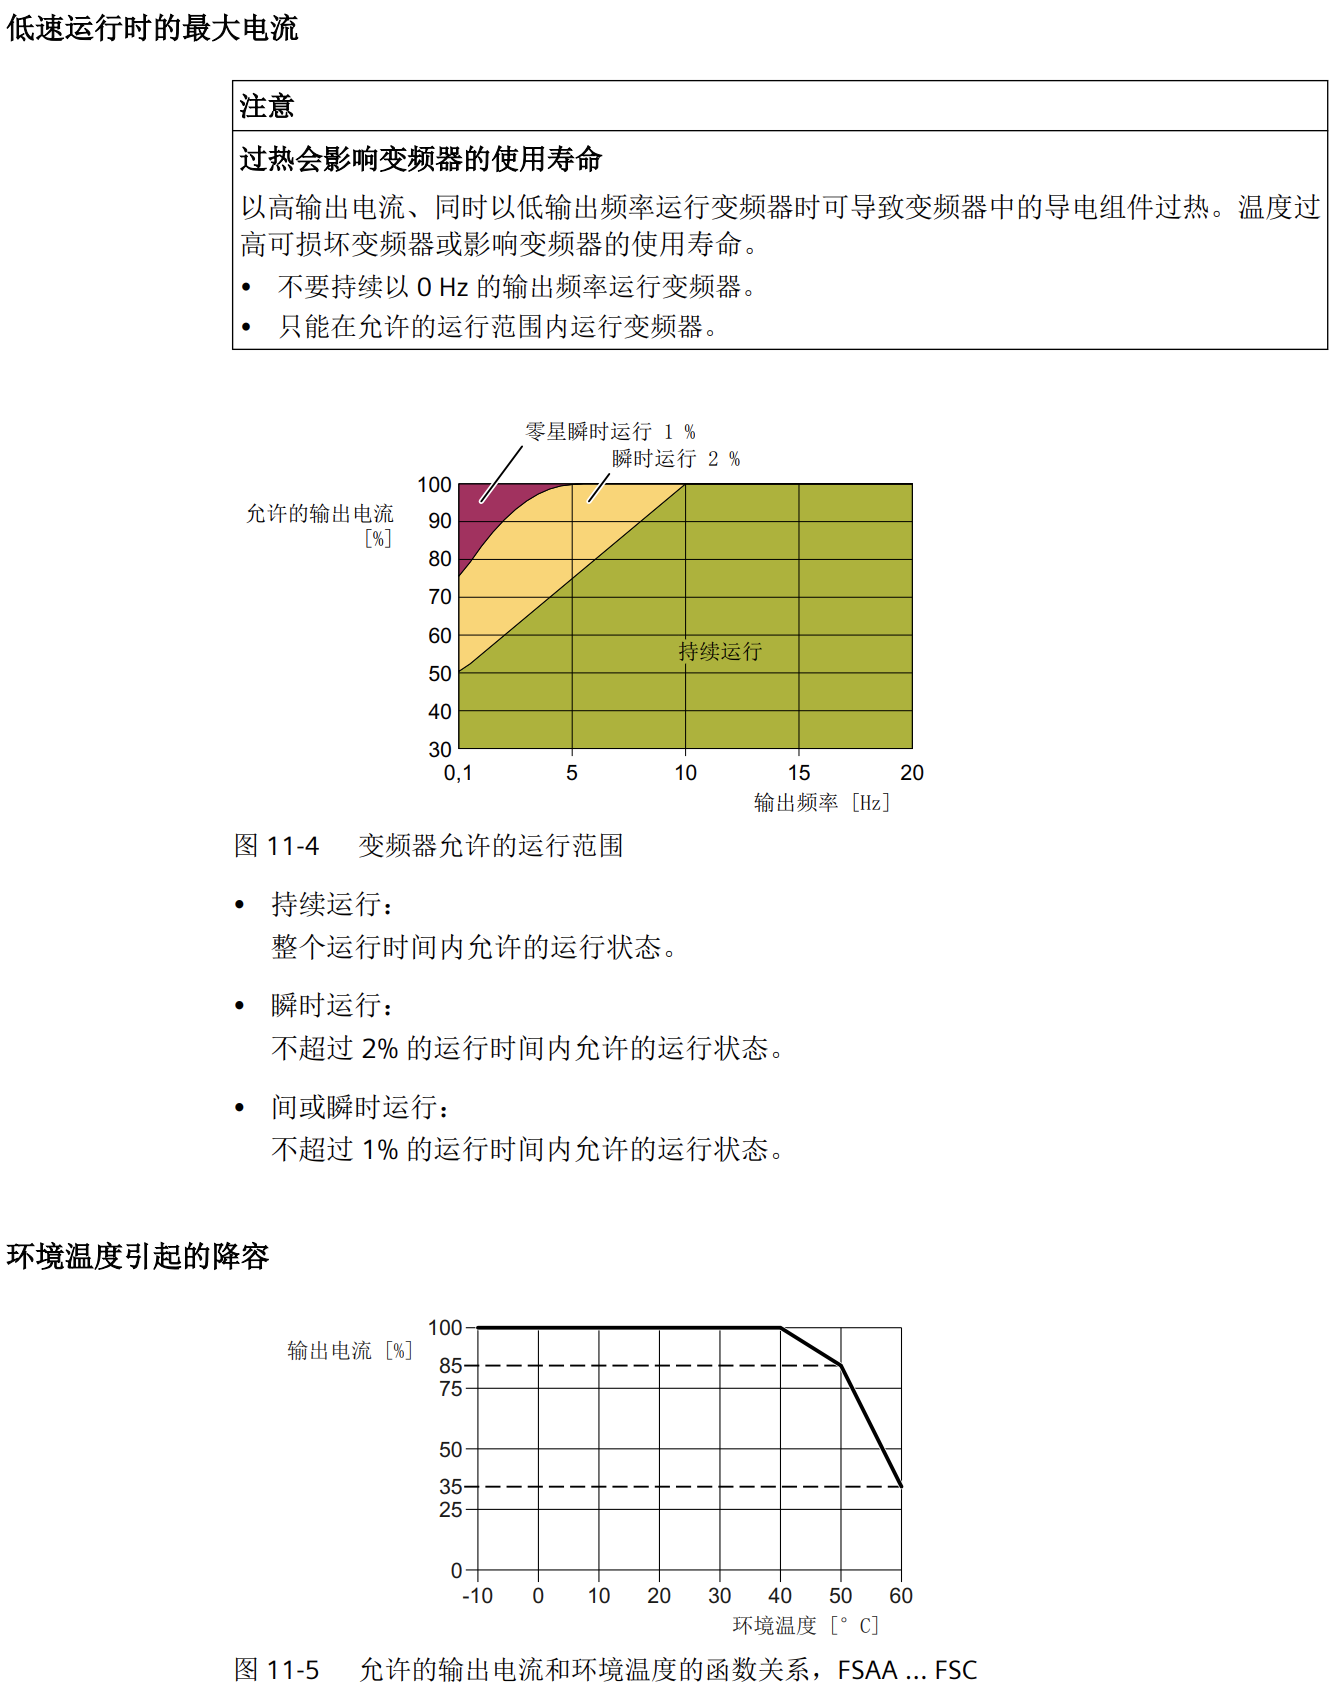 低速运行时的最大电流
注意
过热会影响变频器的使用寿命
以高输出电流、同时以低输出频率运行变频器时可导致变频器中的导电组件过热。温度过
高可损坏变频器或影响变频器的使用寿命。
• 不要持续以 0 Hz 的输出频率运行变频器。
• 只能在允许的运行范围内运行变频器。
零星瞬时运行 1 %
瞬时运行 2 %
允许的输出电流
[%]
100
90
80
70
60
50
40
30
持续运行
0,1 5 10 15 20
输出频率 [Hz]
图 11-4 变频器允许的运行范围
• 持续运行：
整个运行时间内允许的运行状态。
• 瞬时运行：
不超过 2% 的运行时间内允许的运行状态。
• 间或瞬时运行：
不超过 1% 的运行时间内允许的运行状态。
环境温度引起的降容
输出电流 [%]
100
85
75
50
35
25
0
-10 0 10 20 30 40 50 60
环境温度 [° C]
图 11-5 允许的输出电流和环境温度的函数关系，FSAA ... FSC